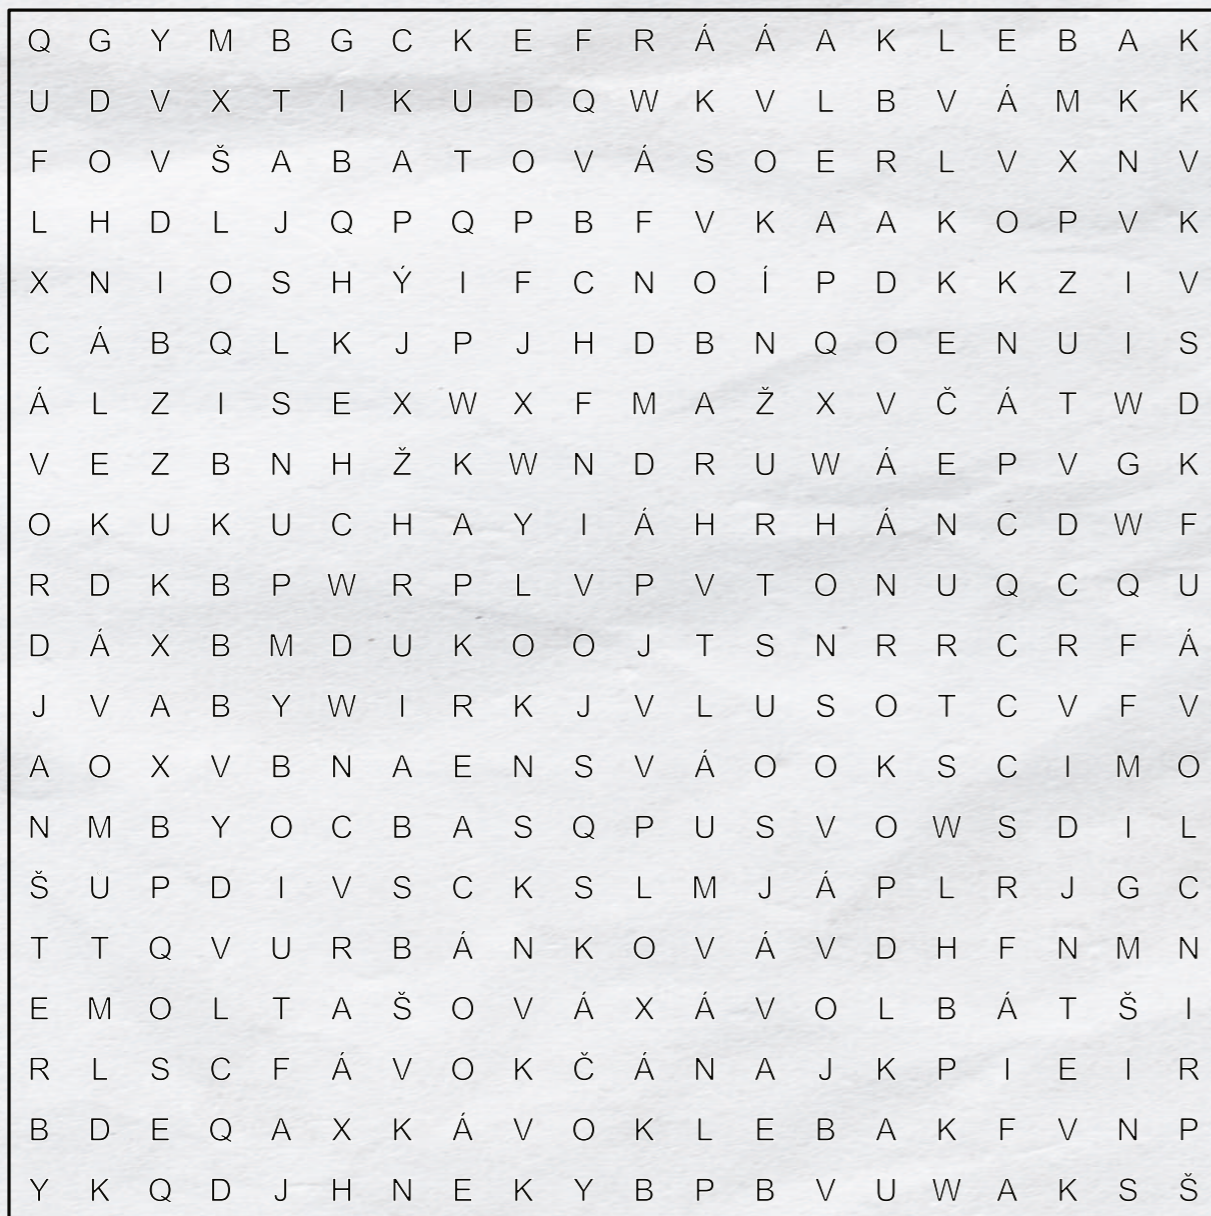 Q G Y M B G C K E F R Á Á A K L E B A K
U D V X T I K U D Q W K V L B V Á M K K
F O V Š A B A T O V Á S O E R L V X N V
L H D L J Q P Q P B F V K A A K O P V K
X N I O S H Ý I F C N O Í P D K K Z I V
C Á B Q L K J P J H D B N Q O E N U I S
Á L Z I S E X W X F M A Ž X V Č Á T W D
V E Z B N H Ž K W N D R U W Á E P V G K
O K U K U C H A Y I Á H R H Á N C D W F
R D K B P W R P L V P V T O N U Q C Q U
D Á X B M D U K O O J T S N R R C R F Á
J V A B Y W I R K J V L U S O T C V F V
A O X V B N A E N S V Á O O K S C I M O
N M B Y O C B A S Q P U S V O W S D I L
Š U P D I V S C K S L M J Á P L R J G C
T T Q V U R B Á N K O V Á V D H F N M N
E M O L T A Š O V Á X Á V O L B Á T Š I
R L S C F Á V O K Č Á N A J K P I E I R
B D E Q A X K Á V O K L E B A K F V N P
Y K Q D J H N E K Y B P B V U W A K S Š